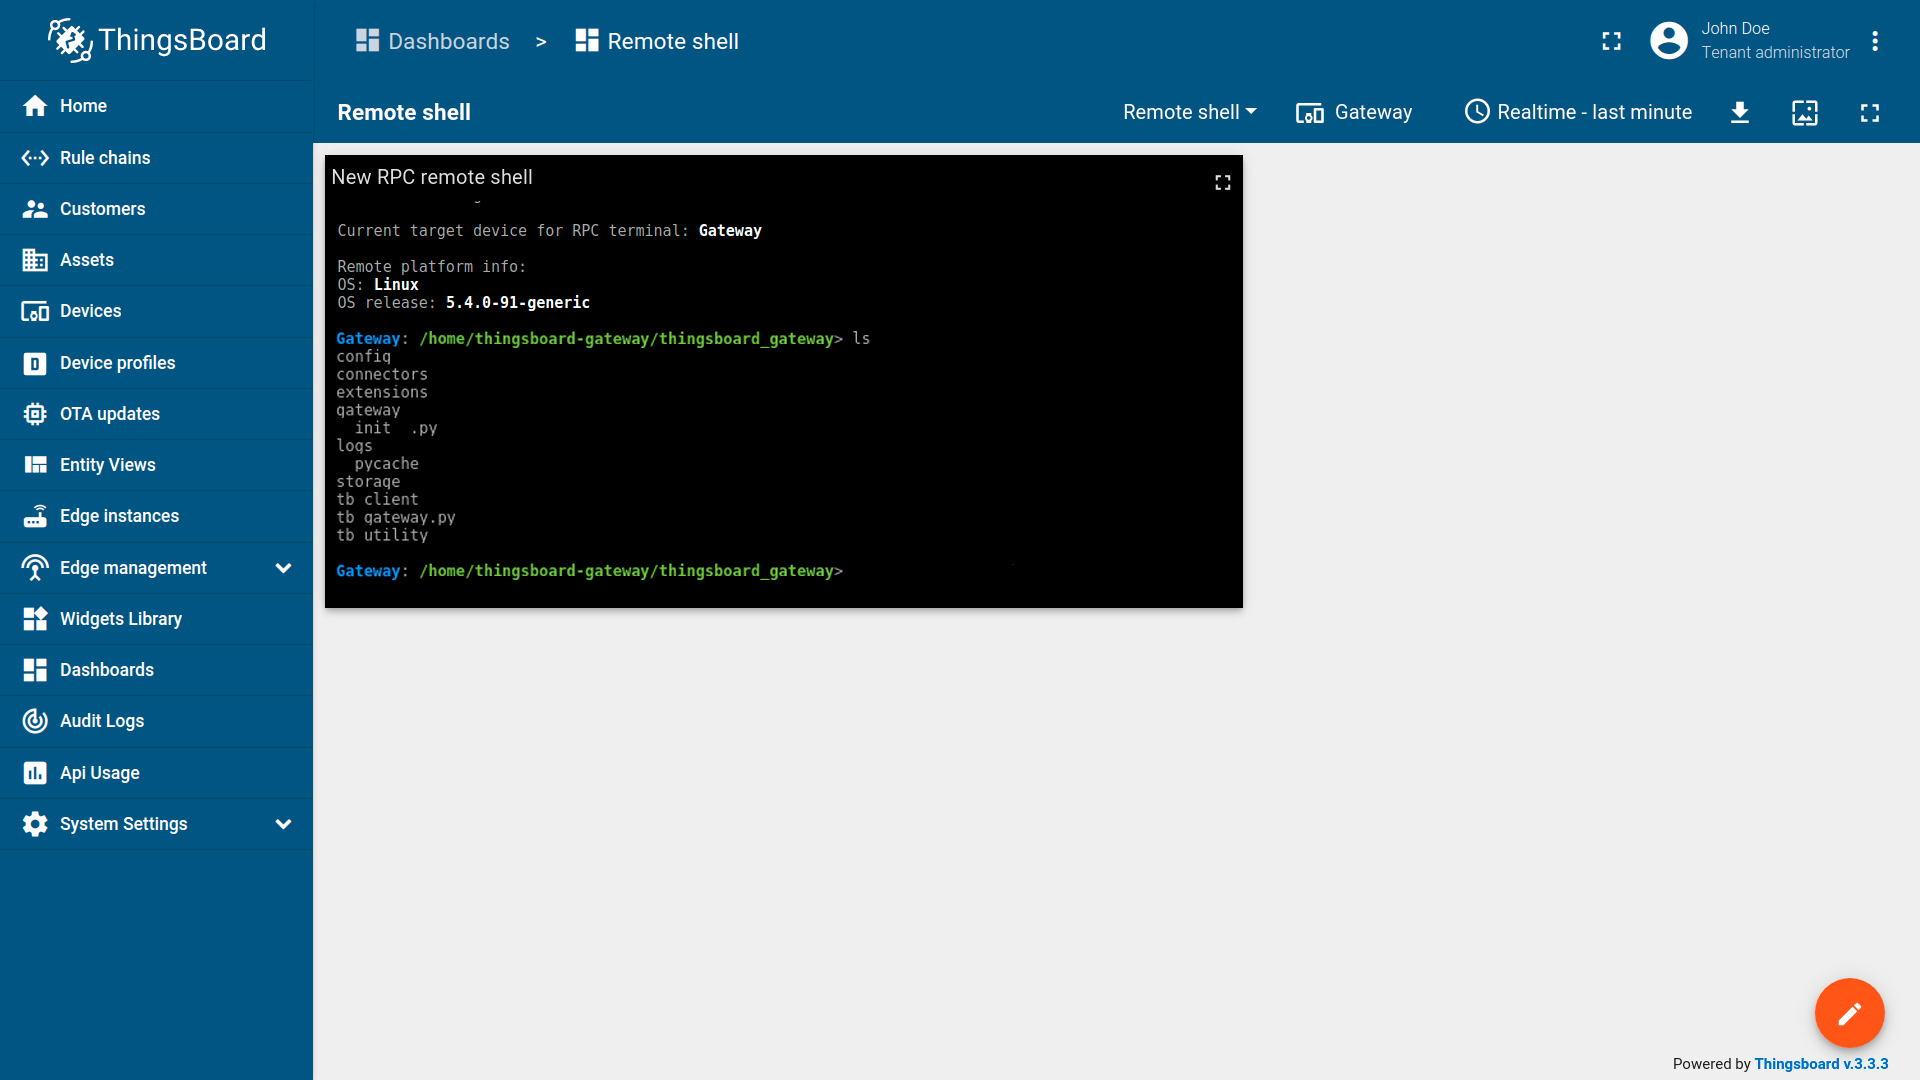 ThingsBoard
Dashboards > Remote shell
John Doe
Tenant administrator
Remote shell
Remote shell
Gateway
Realtime - last minute
Home
Rule chains
Customers
Assets
Devices
Device profiles
OTA updates
Entity Views
Edge instances
Edge management
Widgets Library
Dashboards
Audit Logs
Api Usage
System Settings
New RPC remote shell
Current target device for RPC terminal: Gateway
Remote platform info:
OS: Linux
OS release: 5.4.0-91-generic
Gateway: /home/thingsboard-gateway/thingsboard_gateway> ls
config
connectors
extensions
gateway
  init  .py
logs
  pycache
storage
tb client
tb gateway.py
tb utility
Gateway: /home/thingsboard-gateway/thingsboard_gateway>
Powered by Thingsboard v.3.3.3